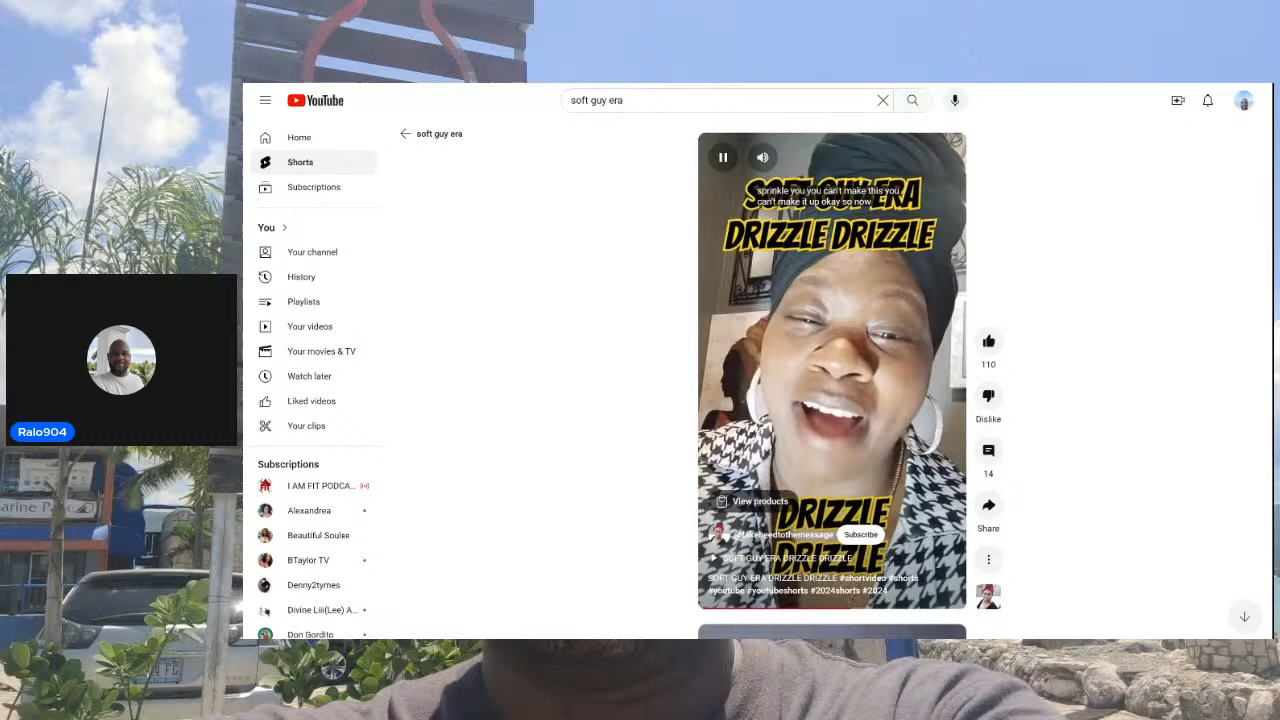 YouTube
soft guy era
soft guy era
Home
Shorts
Subscriptions
You
Your channel
History
Playlists
Your videos
Your movies & TV
Watch later
Liked videos
Your clips
Subscriptions
I AM FIT PODCA...
Alexandrea
Beautiful Soulee
BTaylor TV
Denny2tymes
Divine Lili(Lee) A...
Don Gordito
Ralo904
SOFT GUY ERA
sprinkle you you can't make this you
can't make it up okay so now
DRIZZLE DRIZZLE
View products
DRIZZLE
@takeheedtothemessage
Subscribe
DRIZZLE
SOFT GUY ERA DRIZZLE DRIZZLE
SOFT GUY ERA DRIZZLE DRIZZLE #shortvideo #shorts
#youtube #youtubeshorts #2024shorts #2024
110
Dislike
14
Share